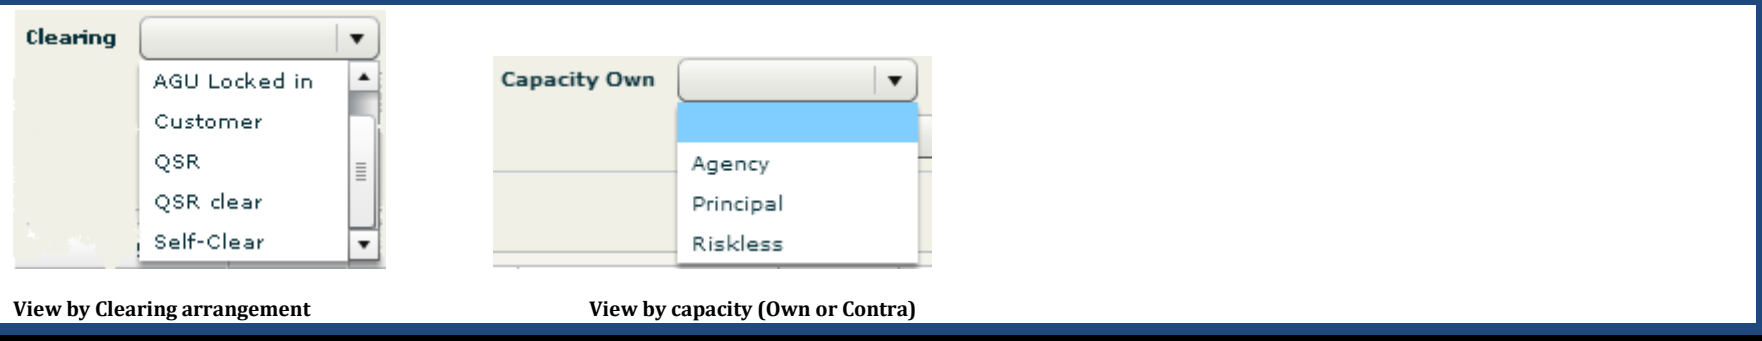 Clearing
AGU Locked in
Customer
QSR
QSR clear
Self-Clear
View by Clearing arrangement
Capacity Own
Agency
Principal
Riskless
View by capacity (Own or Contra)